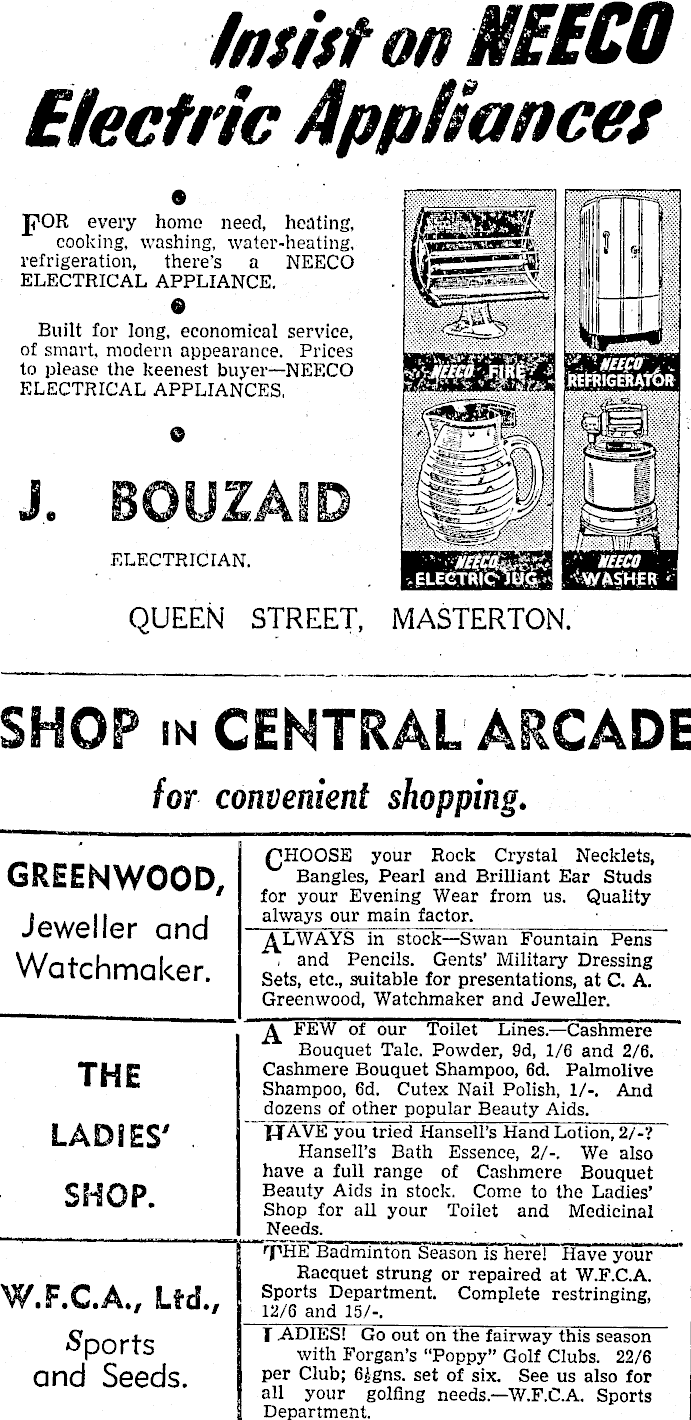 Insist on NEECO
Electric Appliances
FOR every home need, heating,
cooking, washing, water-heating,
refrigeration, there's a NEECO
ELECTRICAL APPLIANCE.
Built for long, economical service,
of smart, modern appearance. Prices
to please the keenest buyer—NEECO
ELECTRICAL APPLIANCES.
J. BOUZAID
ELECTRICIAN.
NEECO FIRE
NEECO
REFRIGERATOR
NEECO
ELECTRIC JUG
NEECO
WASHER
QUEEN STREET, MASTERTON.
SHOP IN CENTRAL ARCADE
for convenient shopping.
GREENWOOD,
Jeweller and
Watchmaker.
CHOOSE your Rock Crystal Necklets,
Bangles, Pearl and Brilliant Ear Studs
for your Evening Wear from us. Quality
always our main factor.
ALWAYS in stock—Swan Fountain Pens
and Pencils. Gents' Military Dressing
Sets, etc., suitable for presentations, at C. A.
Greenwood, Watchmaker and Jeweller.
THE
LADIES'
SHOP.
A FEW of our Toilet Lines.—Cashmere
Bouquet Talc. Powder, 9d, 1/6 and 2/6.
Cashmere Bouquet Shampoo, 6d. Palmolive
Shampoo, 6d. Cutex Nail Polish, 1/-. And
dozens of other popular Beauty Aids.
HAVE you tried Hansell's Hand Lotion, 2/-?
Hansell's Bath Essence, 2/-. We also
have a full range of Cashmere Bouquet
Beauty Aids in stock. Come to the Ladies'
Shop for all your Toilet and Medicinal
Needs.
W.F.C.A., Ltd.,
Sports
and Seeds.
THE Badminton Season is here! Have your
Racquet strung or repaired at W.F.C.A.
Sports Department. Complete restringing,
12/6 and 15/-.
LADIES! Go out on the fairway this season
with Forgan's "Poppy" Golf Clubs. 22/6
per Club; 6½gns. set of six. See us also for
all your golfing needs.—W.F.C.A. Sports
Department.